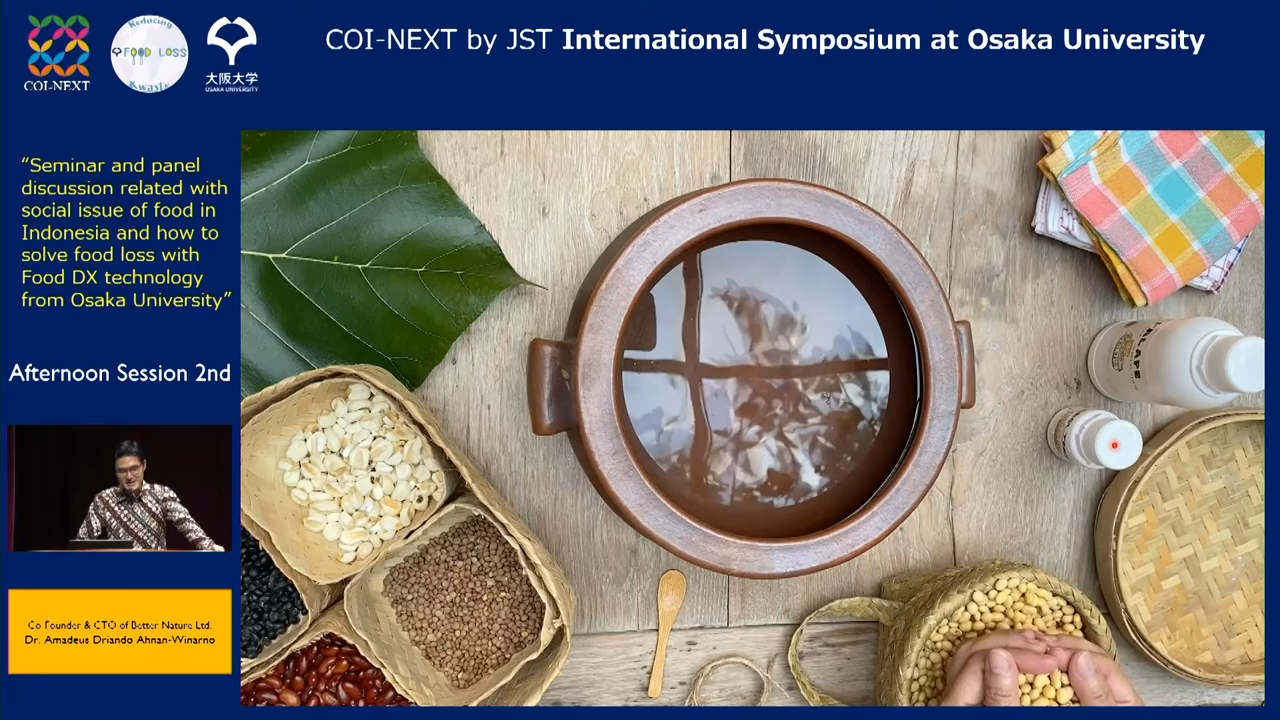 COI-NEXT
Reducing
FOOD LOSS
& waste
大阪大学
OSAKA UNIVERSITY
COI-NEXT by JST International Symposium at Osaka University
“Seminar and panel
discussion related with
social issue of food in
Indonesia and how to
solve food loss with
Food DX technology
from Osaka University”
Afternoon Session 2nd
Co Founder & CTO of Better Nature Ltd.
Dr. Amadeus Driando Ahnan-Winarno